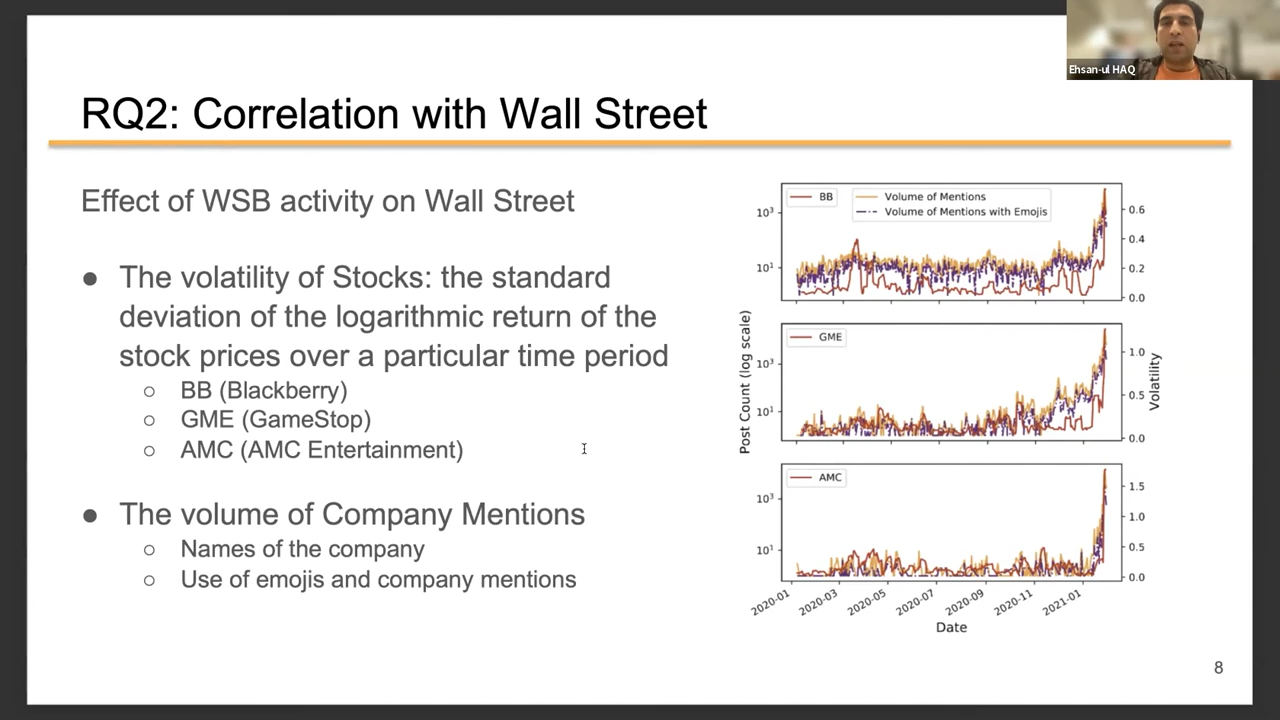 Ehsan-ul HAQ
RQ2: Correlation with Wall Street
Effect of WSB activity on Wall Street
● The volatility of Stocks: the standard
deviation of the logarithmic return of the
stock prices over a particular time period
○ BB (Blackberry)
○ GME (GameStop)
○ AMC (AMC Entertainment)
● The volume of Company Mentions
○ Names of the company
○ Use of emojis and company mentions
BB
Volume of Mentions
Volume of Mentions with Emojis
10³
10¹
0.6
0.4
0.2
0.0
GME
10³
10¹
1.0
0.5
0.0
AMC
10³
10¹
1.5
1.0
0.5
0.0
Post Count (log scale)
Volatility
2020-01
2020-03
2020-05
2020-07
2020-09
2020-11
2021-01
Date
8